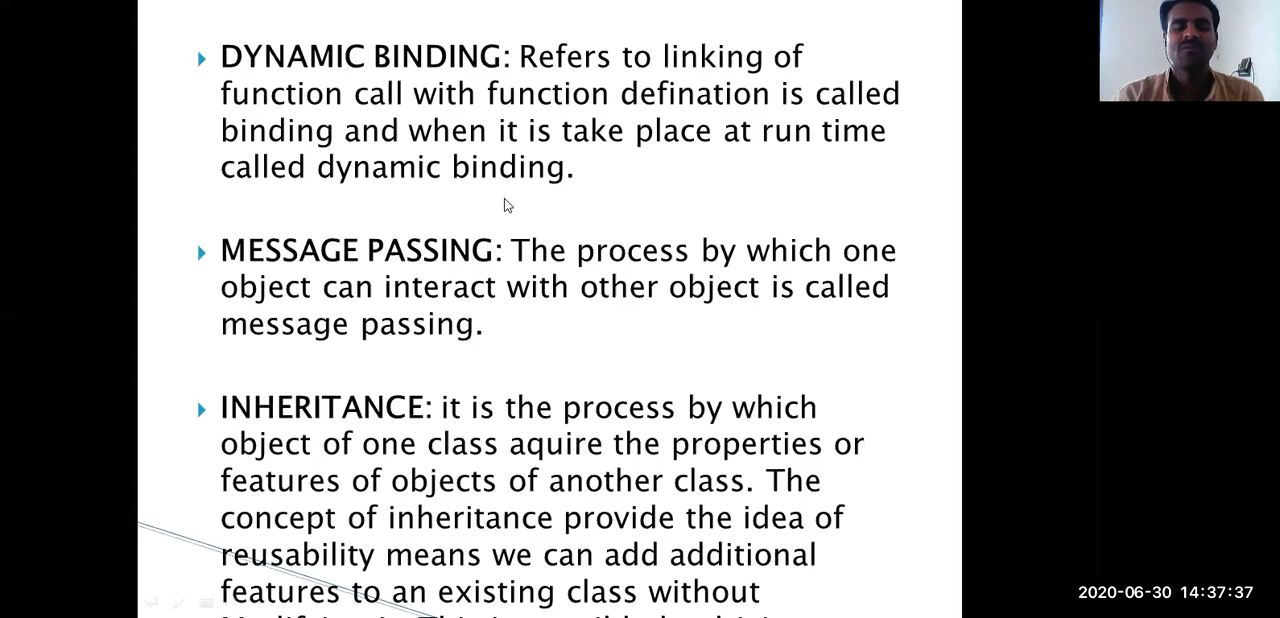 DYNAMIC BINDING: Refers to linking of
function call with function defination is called
binding and when it is take place at run time
called dynamic binding.
MESSAGE PASSING: The process by which one
object can interact with other object is called
message passing.
INHERITANCE: it is the process by which
object of one class aquire the properties or
features of objects of another class. The
concept of inheritance provide the idea of
reusability means we can add additional
features to an existing class without
2020-06-30 14:37:37